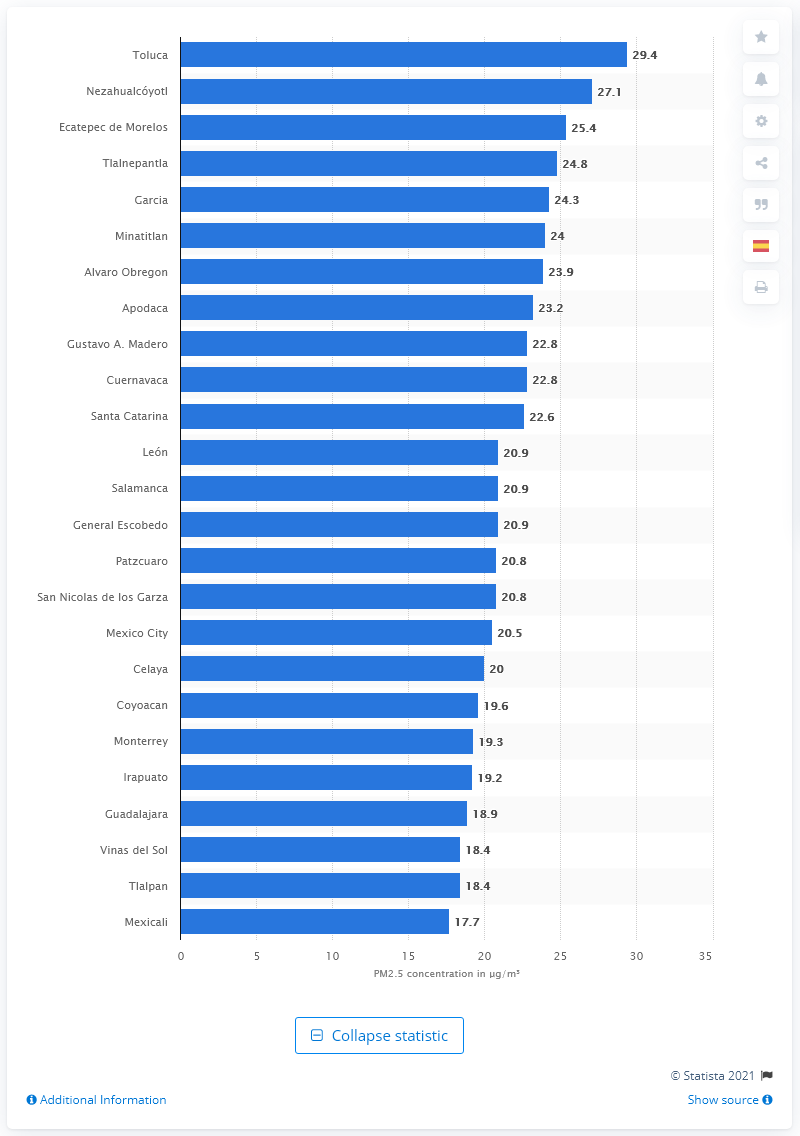 Toluca 29.4
Nezahualcóyotl 27.1
Ecatepec de Morelos 25.4
Tlalnepantla 24.8
Garcia 24.3
Minatitlan 24
Alvaro Obregon 23.9
Apodaca 23.2
Gustavo A. Madero 22.8
Cuernavaca 22.8
Santa Catarina 22.6
León 20.9
Salamanca 20.9
General Escobedo 20.9
Patzcuaro 20.8
San Nicolas de los Garza 20.8
Mexico City 20.5
Celaya 20
Coyoacan 19.6
Monterrey 19.3
Irapuato 19.2
Guadalajara 18.9
Vinas del Sol 18.4
Tlalpan 18.4
Mexicali 17.7
0 5 10 15 20 25 30 35
PM2.5 concentration in µg/m³
Collapse statistic
© Statista 2021
Additional Information
Show source